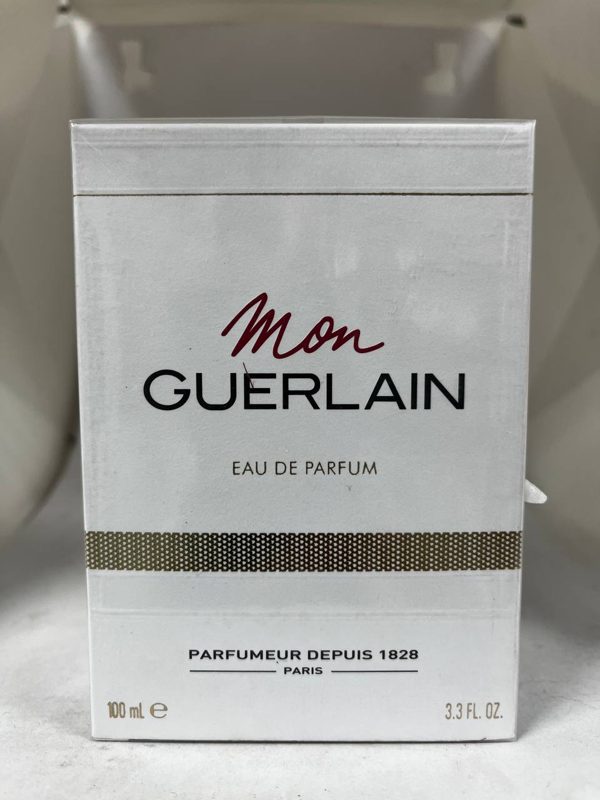 Mon
GUERLAIN
EAU DE PARFUM
PARFUMEUR DEPUIS 1828
PARIS
100 mL ℮ 3.3 FL. OZ.